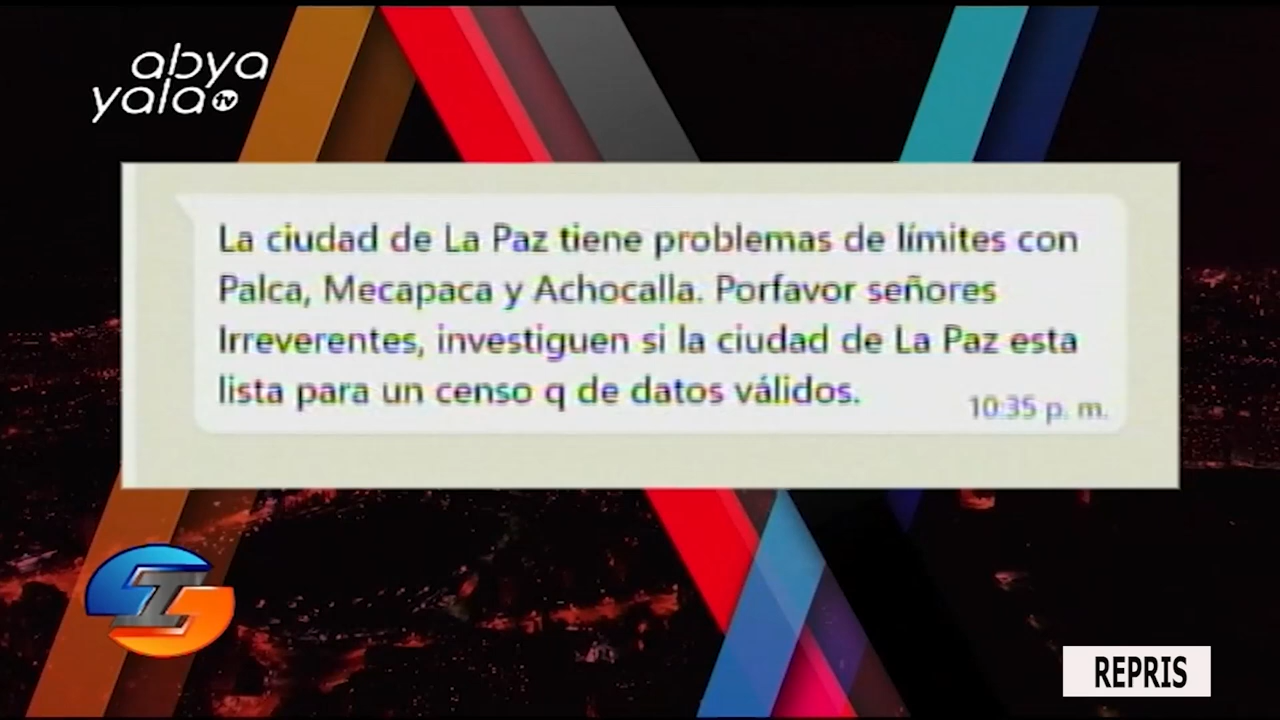 abya
yala tv
La ciudad de La Paz tiene problemas de límites con
Palca, Mecapaca y Achocalla. Porfavor señores
Irreverentes, investiguen si la ciudad de La Paz esta
lista para un censo q de datos válidos.
10:35 p. m.
REPRIS